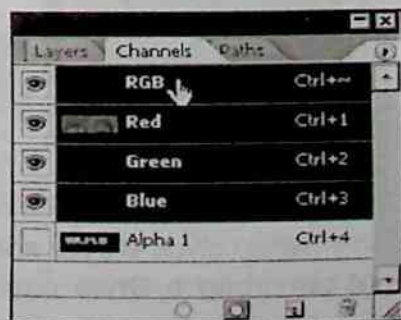 Layers Channels Paths
RGB Ctrl+~
Red Ctrl+1
Green Ctrl+2
Blue Ctrl+3
Alpha 1 Ctrl+4